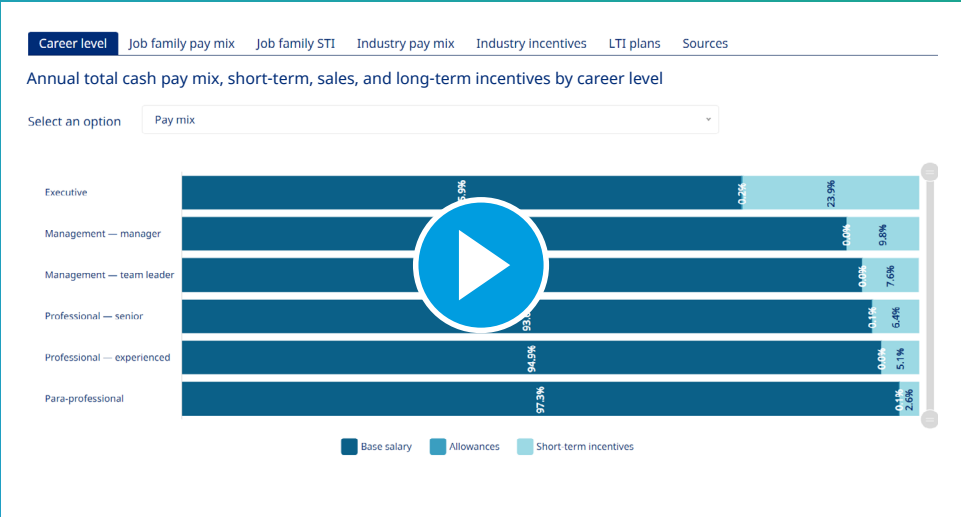 Career level Job family pay mix Job family STI Industry pay mix Industry incentives LTI plans Sources
Annual total cash pay mix, short-term, sales, and long-term incentives by career level
Select an option Pay mix
Executive 0.2% 23.9%
Management — manager 0.0% 9.8%
Management — team leader 0.0% 7.6%
Professional — senior 0.1% 6.4%
Professional — experienced 94.9% 0.0% 5.1%
Para-professional 97.3% 0.1% 2.6%
Base salary Allowances Short-term incentives